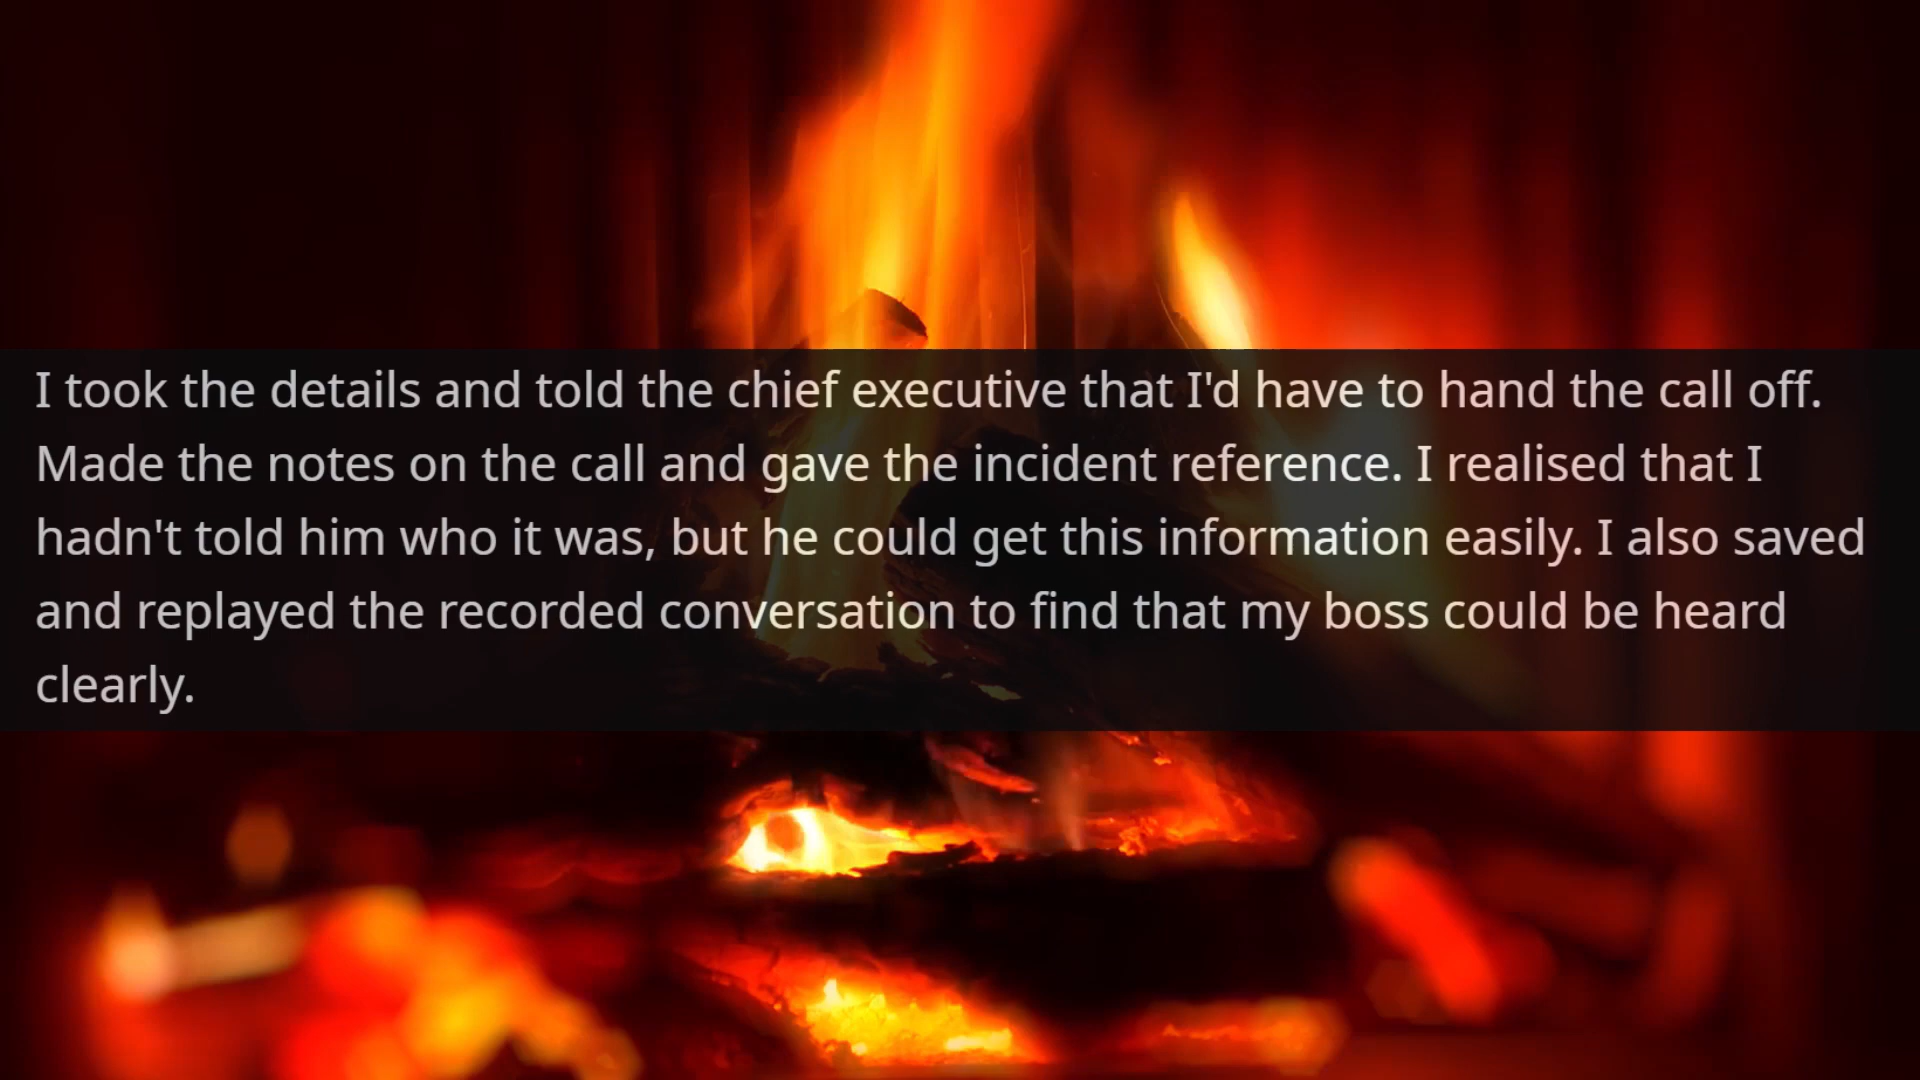 I took the details and told the chief executive that I'd have to hand the call off.
Made the notes on the call and gave the incident reference. I realised that I
hadn't told him who it was, but he could get this information easily. I also saved
and replayed the recorded conversation to find that my boss could be heard
clearly.